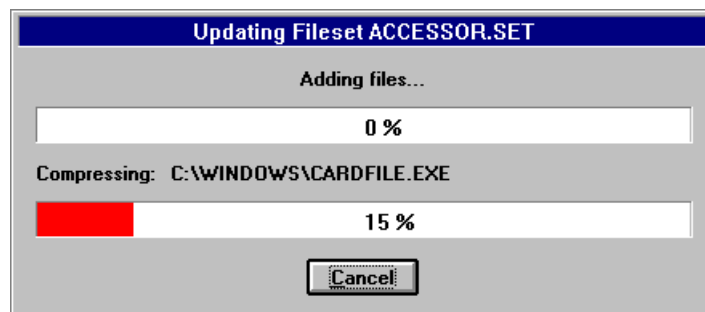 Updating Fileset ACCESSOR.SET
Adding files...
0 %
Compressing: C:\WINDOWS\CARDFILE.EXE
15 %
Cancel